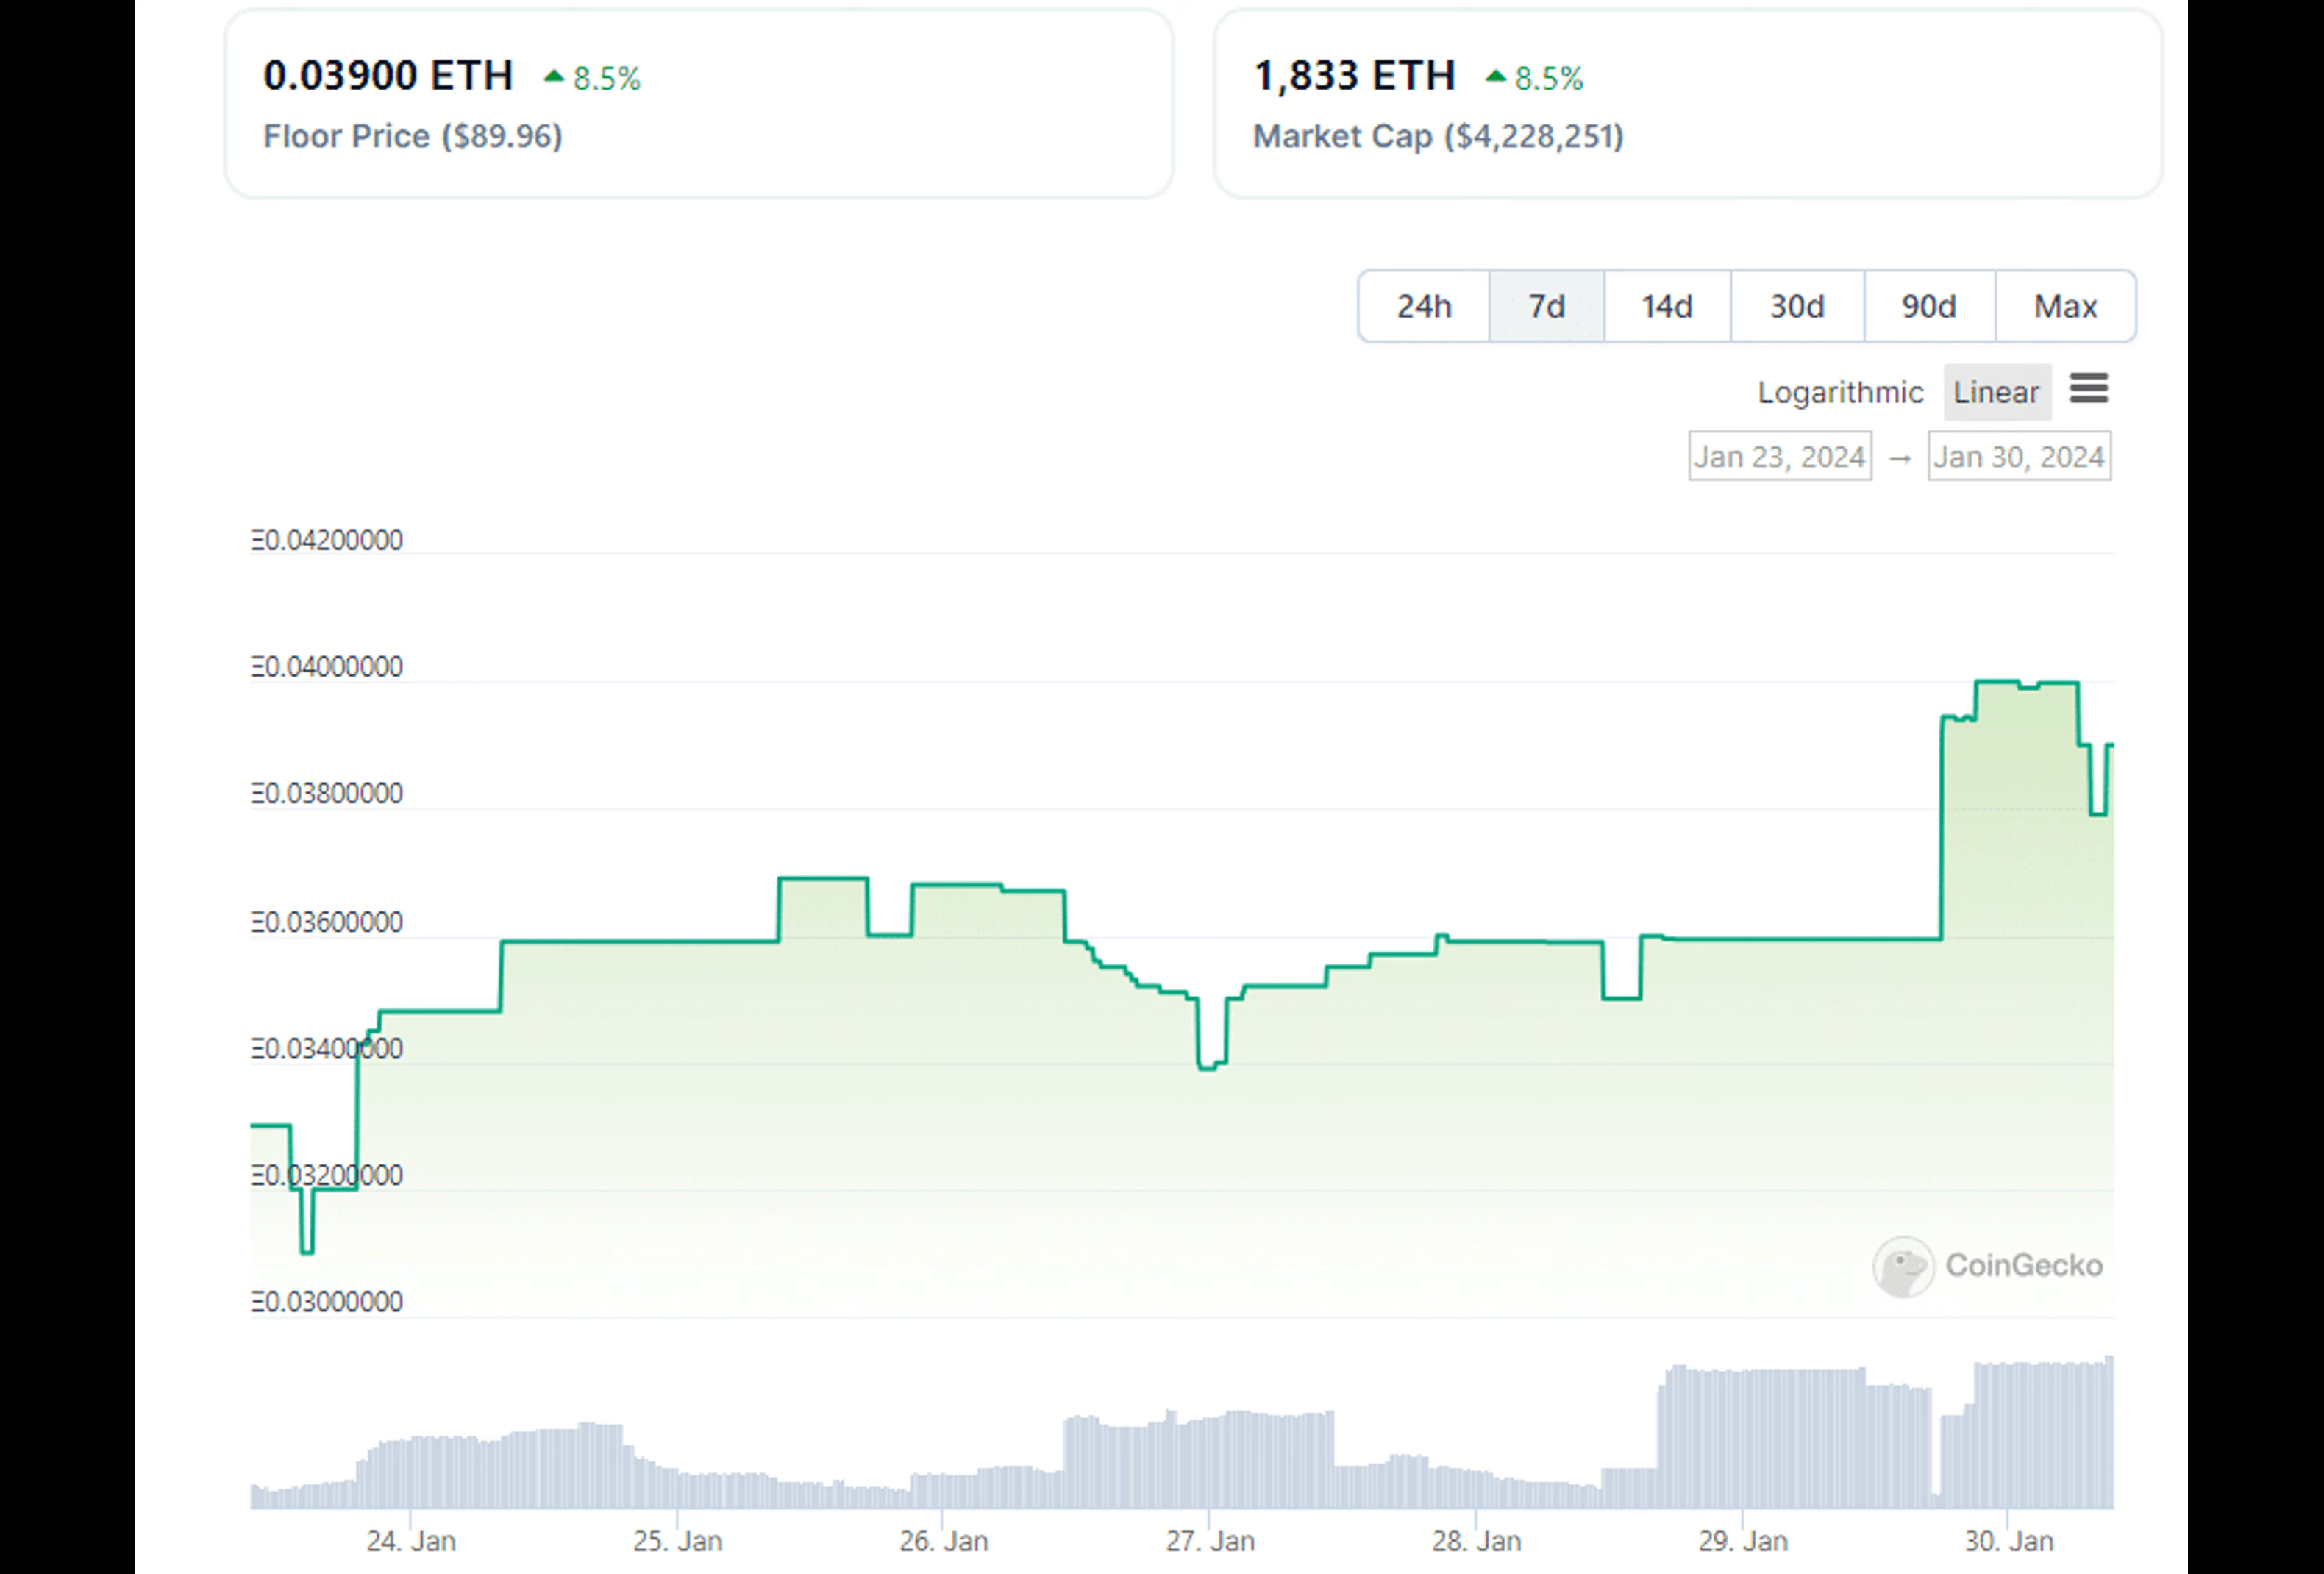 0.03900 ETH ▲ 8.5%
Floor Price ($89.96)
1,833 ETH ▲ 8.5%
Market Cap ($4,228,251)
24h 7d 14d 30d 90d Max
Logarithmic Linear
Jan 23, 2024 → Jan 30, 2024
Ξ0.04200000
Ξ0.04000000
Ξ0.03800000
Ξ0.03600000
Ξ0.03400000
Ξ0.03200000
Ξ0.03000000
CoinGecko
24. Jan 25. Jan 26. Jan 27. Jan 28. Jan 29. Jan 30. Jan